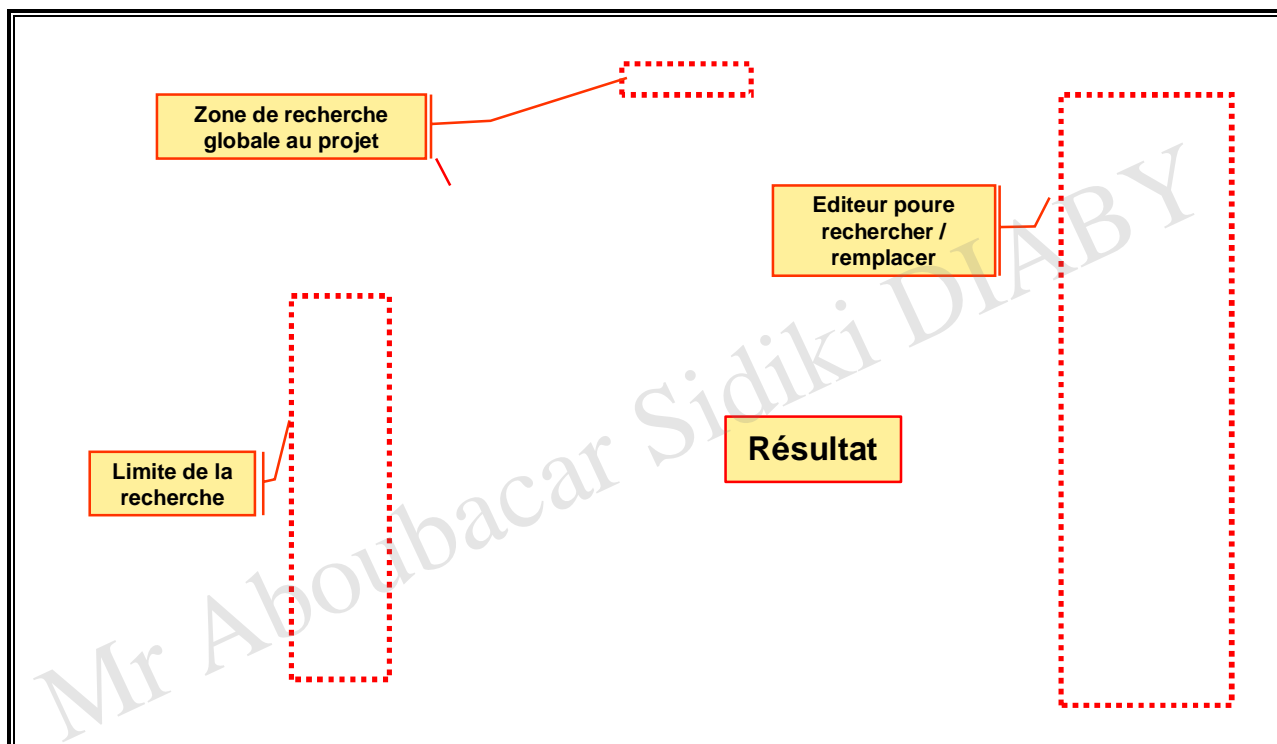 Zone de recherche
globale au projet
Editeur poure
rechercher /
remplacer
Résultat
Limite de la
recherche
Mr Aboubacar Sidiki DIABY